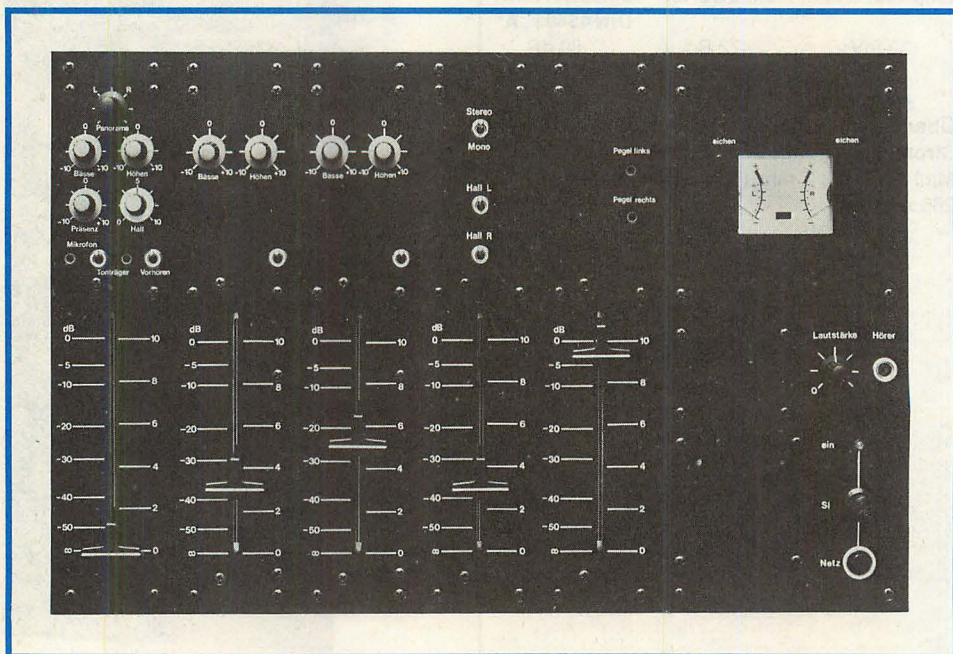 L R
Panorama
0 0
-10 +10 -10 +10
Bässe Höhen
0 5
-10 +10 0 10
Präsenz Hall
Mikrofon
Tonträger Vorhören
0 0
-10 +10 -10 +10
Bässe Höhen
0 0
-10 +10 -10 +10
Bässe Höhen
Stereo
Mono
Hall L
Hall R
Pegel links
Pegel rechts
eichen eichen
+ +
L R
- -
dB
0 10
-5
-10 8
-20 6
-30
4
-40
2
-50
∞ 0
dB
0 10
-5
-10 8
-20 6
-30
4
-40
2
-50
∞ 0
dB
0 10
-5
-10 8
-20 6
-30
4
-40
2
-50
∞ 0
dB
0 10
-5
-10 8
-20 6
-30
4
-40
2
-50
∞ 0
dB
0 10
-5
-10 8
-20 6
-30
4
-40
2
-50
∞ 0
Lautstärke Hörer
0
ein
Si
Netz